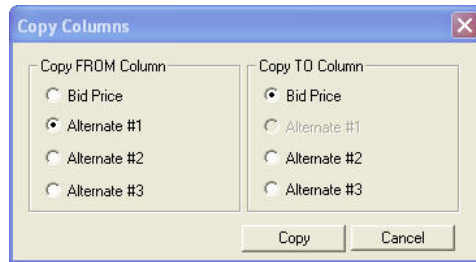 Copy Columns
Copy FROM Column
Bid Price
Alternate #1
Alternate #2
Alternate #3
Copy TO Column
Bid Price
Alternate #1
Alternate #2
Alternate #3
Copy
Cancel